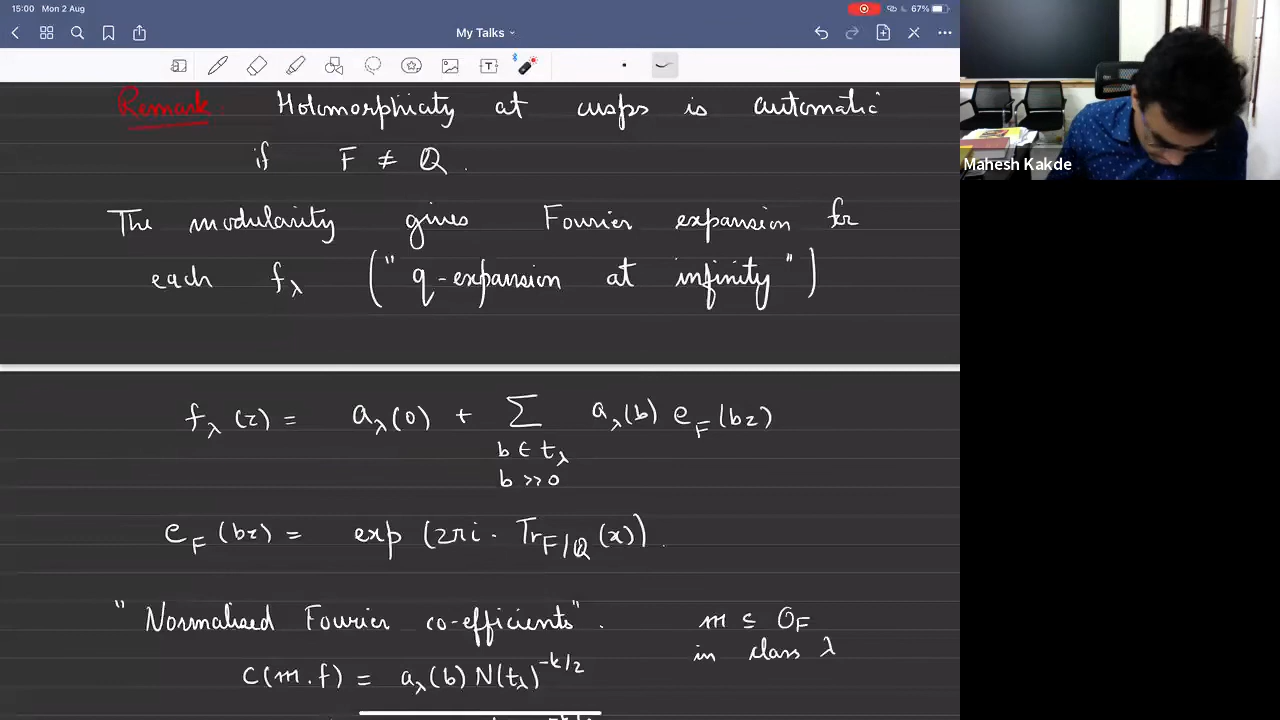 15:00 Mon 2 Aug
67%
My Talks
Remark. Holomorphicity at cusps is automatic
if F ≠ Q.
The modularity gives Fourier expansion for
each f_λ ("q-expansion at infinity")
f_λ(z) = a_λ(0) + Σ a_λ(b) e_F(bz)
b ∈ t_λ
b >> 0
e_F(bz) = exp(2πi · Tr_{F/Q}(x)).
"Normalised Fourier co-efficients". m ⊆ O_F
in class λ
C(m.f) = a_λ(b) N(t_λ)^{-k/2}
Mahesh Kakde